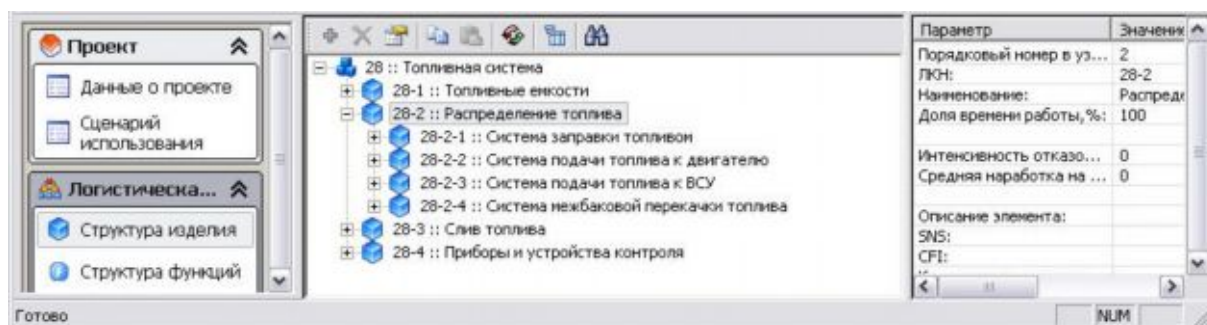 Проект
Данные о проекте
Сценарий
использования
Логистическа...
Структура изделия
Структура функций
28 :: Топливная система
28-1 :: Топливные емкости
28-2 :: Распределение топлива
28-2-1 :: Система заправки топливом
28-2-2 :: Система подачи топлива к двигателю
28-2-3 :: Система подачи топлива к ВСУ
28-2-4 :: Система межбаковой перекачки топлива
28-3 :: Слив топлива
28-4 :: Приборы и устройства контроля
Параметр Значение
Порядковый номер в уз... 2
ЛКН: 28-2
Наименование: Распреде
Доля времени работы,%: 100
Интенсивность отказо... 0
Средняя наработка на ... 0
Описание элемента:
SNS:
CFI:
Готово
NUM